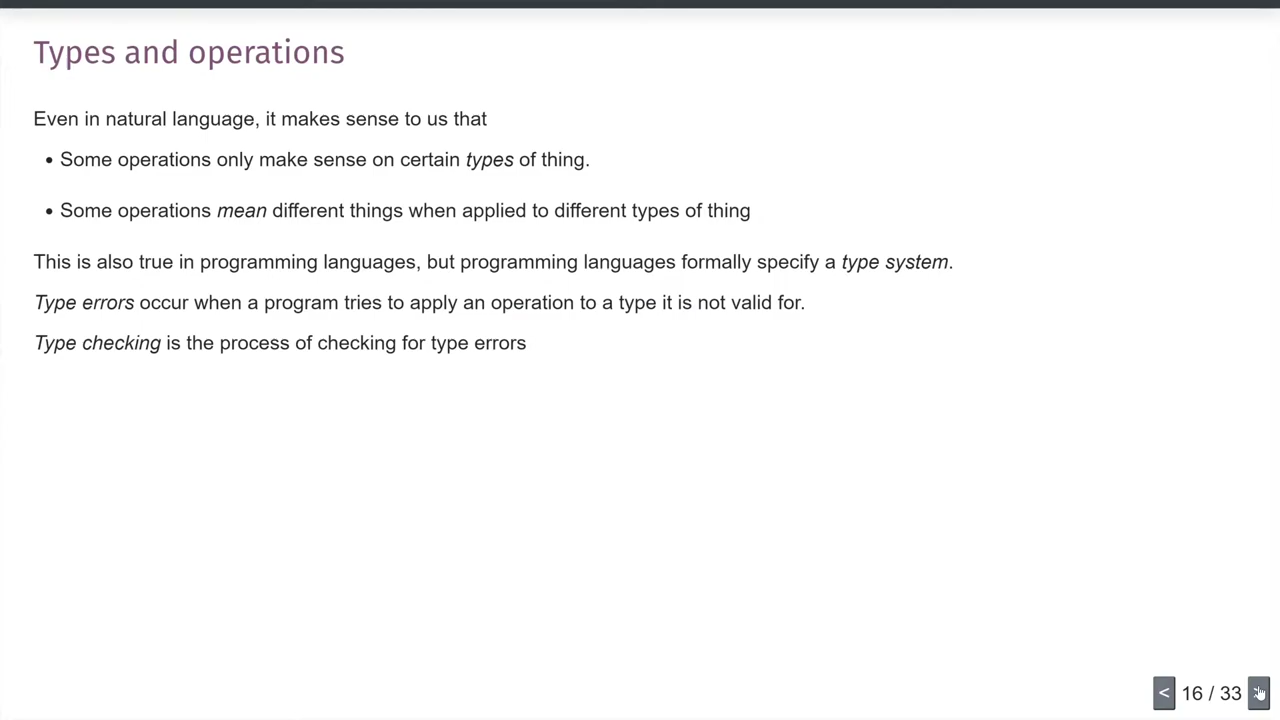 Types and operations
Even in natural language, it makes sense to us that
• Some operations only make sense on certain types of thing.
• Some operations mean different things when applied to different types of thing
This is also true in programming languages, but programming languages formally specify a type system.
Type errors occur when a program tries to apply an operation to a type it is not valid for.
Type checking is the process of checking for type errors
< 16 / 33 >